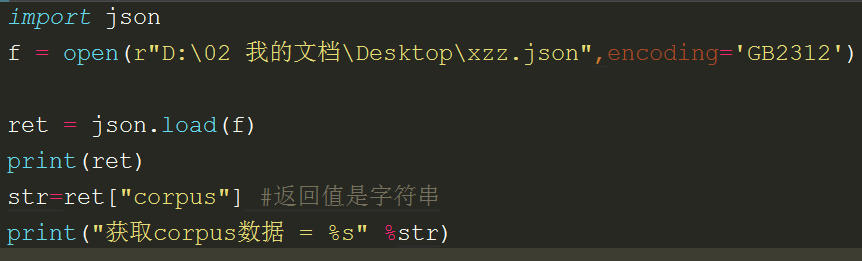 import json
f = open(r"D:\02 我的文档\Desktop\xzz.json",encoding='GB2312')
ret = json.load(f)
print(ret)
str=ret["corpus"] #返回值是字符串
print("获取corpus数据 = %s" %str)